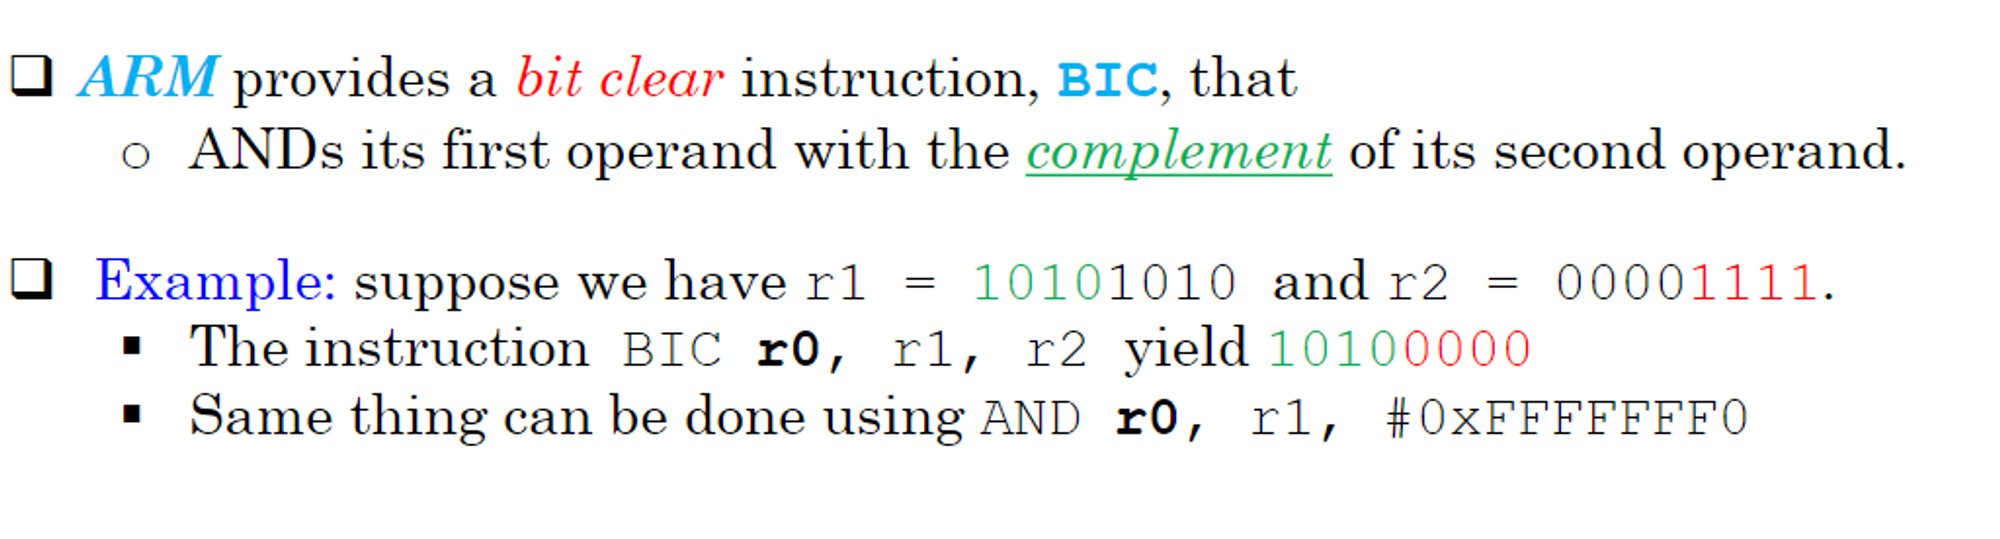 ❑ ARM provides a bit clear instruction, BIC, that
o ANDs its first operand with the complement of its second operand.
❑ Example: suppose we have r1 = 10101010 and r2 = 00001111.
▪ The instruction BIC r0, r1, r2 yield 10100000
▪ Same thing can be done using AND r0, r1, #0xFFFFFFF0